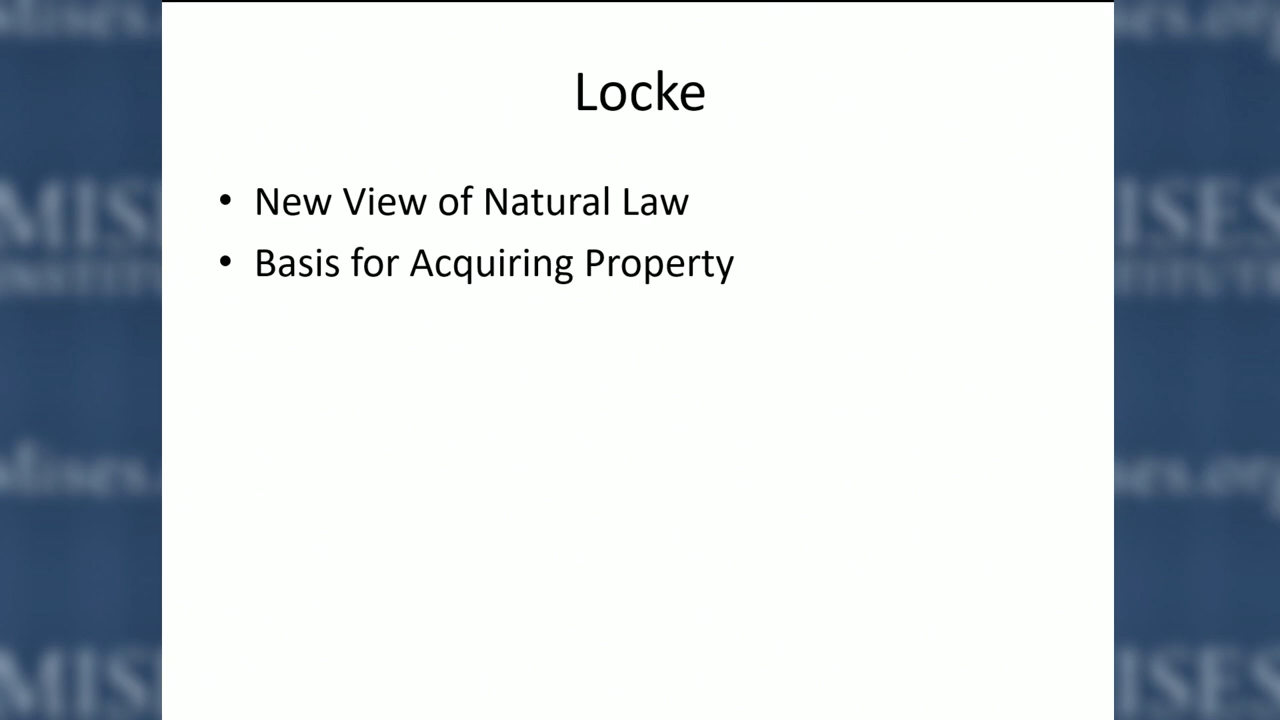 Locke
• New View of Natural Law
• Basis for Acquiring Property